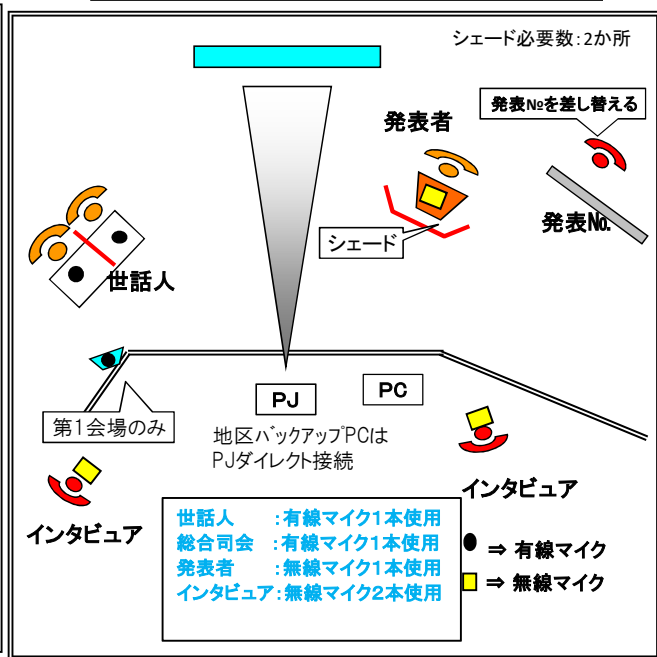 シェード必要数:2か所
発表№を差し替える
発表者
発表№
シェード
世話人
第1会場のみ
PJ
PC
地区バックアップPCは
PJダイレクト接続
インタビュア
インタビュア
世話人　　:有線マイク1本使用
総合司会　:有線マイク1本使用
発表者　　:無線マイク1本使用
インタビュア:無線マイク2本使用
⇒ 有線マイク
⇒ 無線マイク